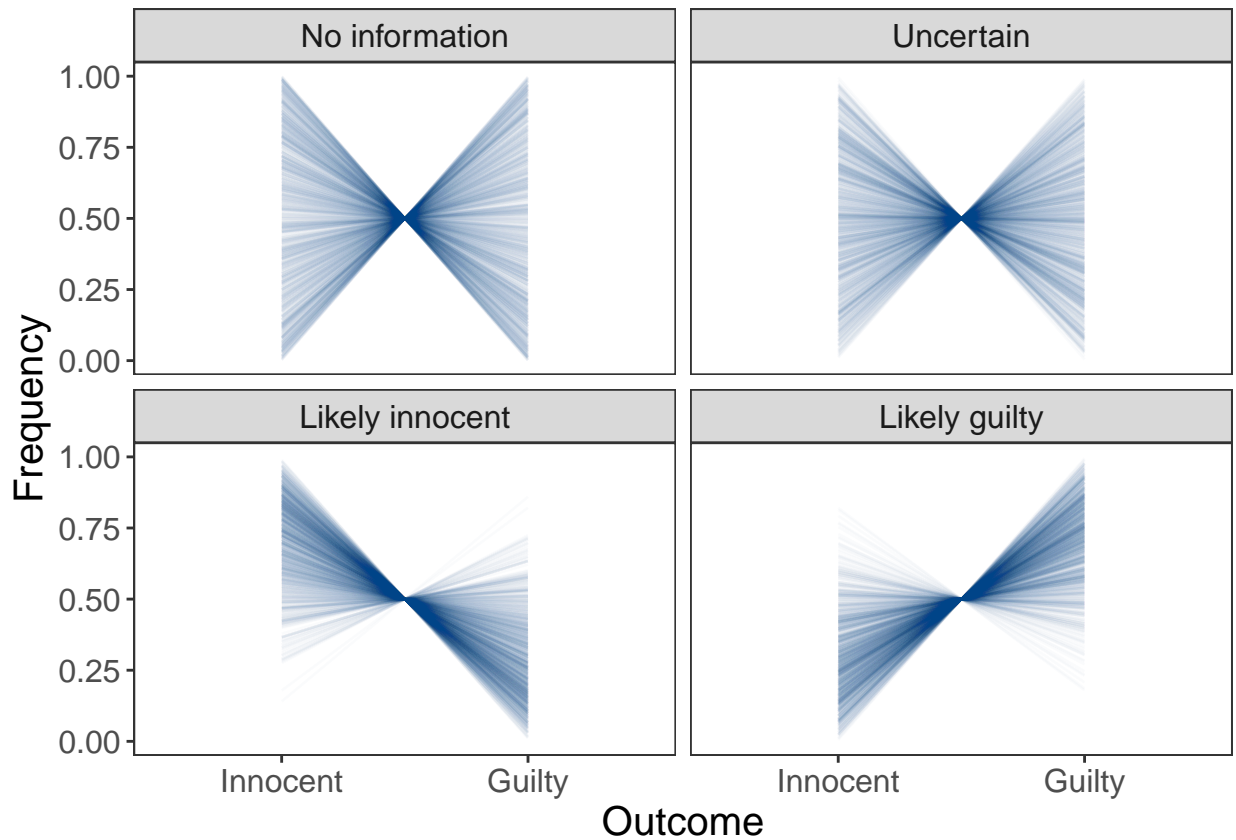 No information
Uncertain
1.00
0.75
0.50
0.25
0.00
Likely innocent
Likely guilty
1.00
0.75
0.50
0.25
0.00
Frequency
Innocent
Guilty
Innocent
Guilty
Outcome